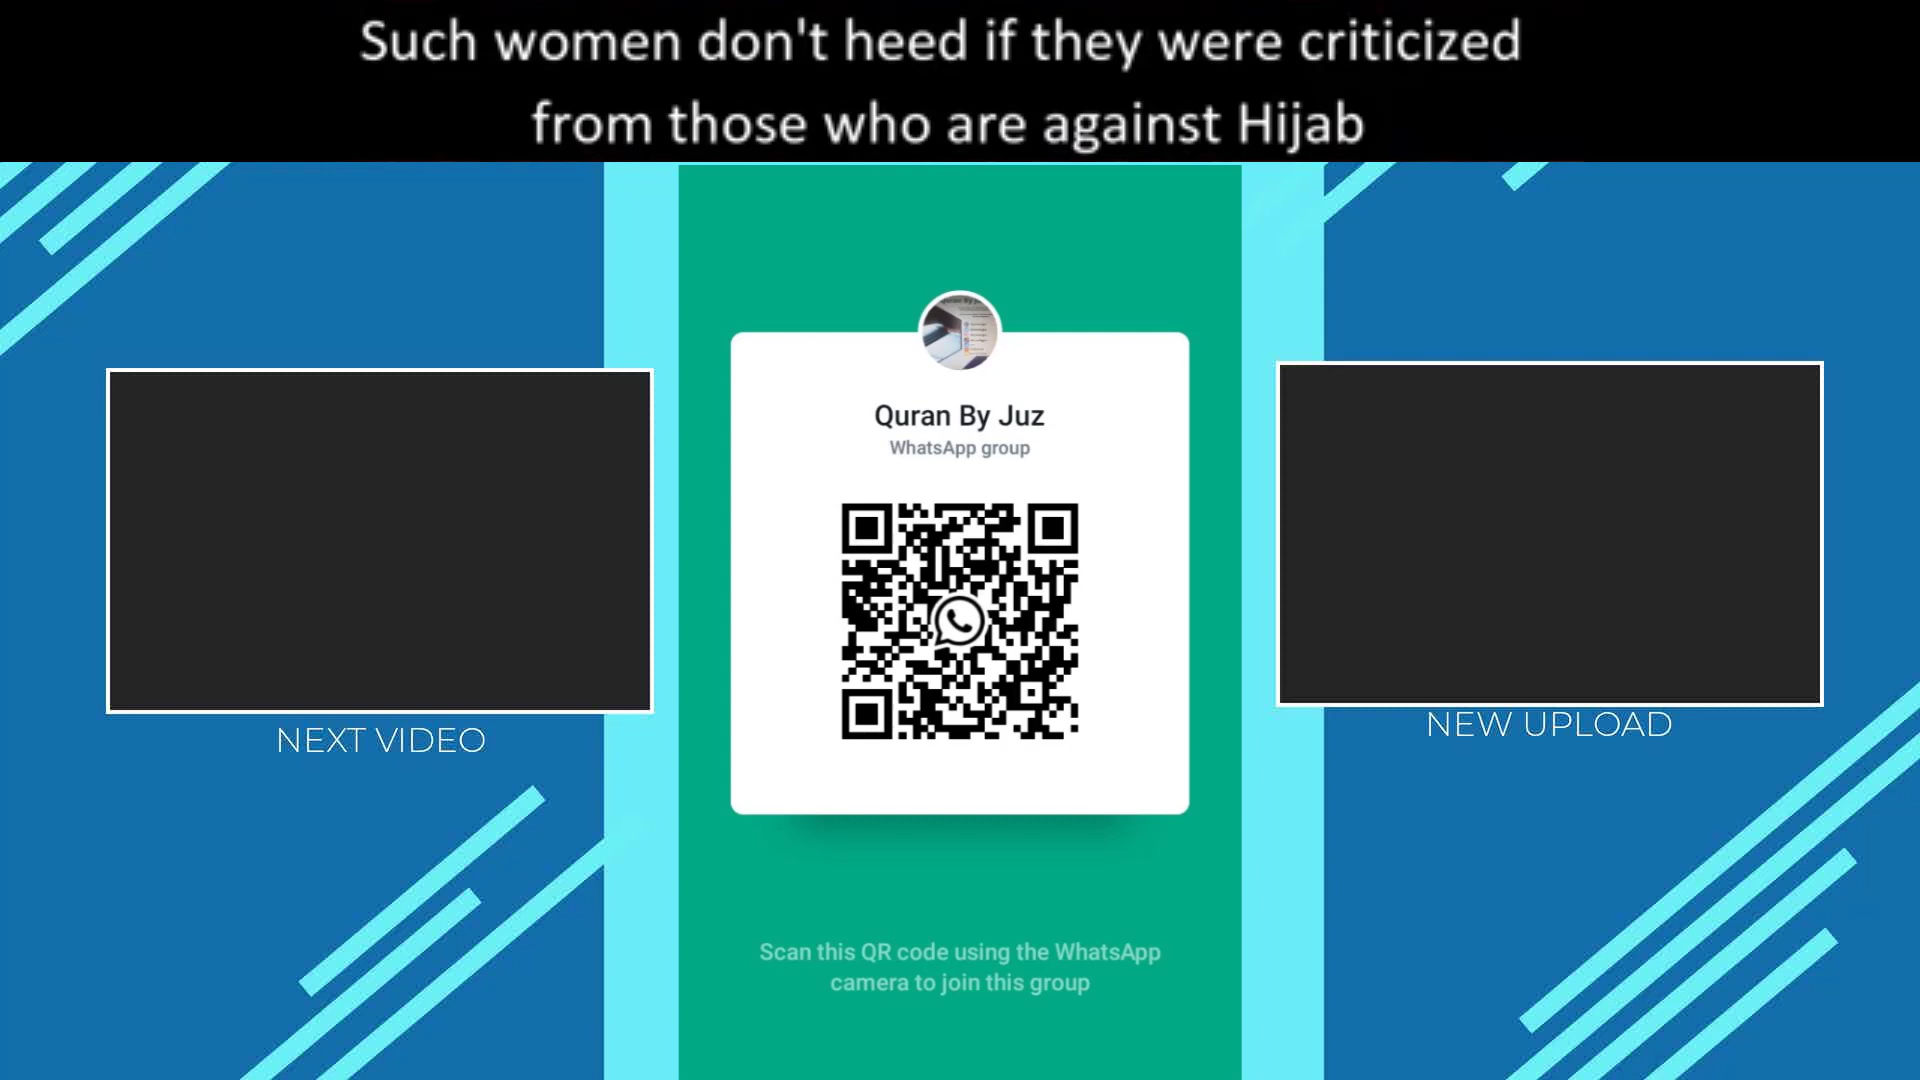 Such women don't heed if they were criticized
from those who are against Hijab
Quran By Juz
WhatsApp group
NEXT VIDEO
NEW UPLOAD
Scan this QR code using the WhatsApp
camera to join this group